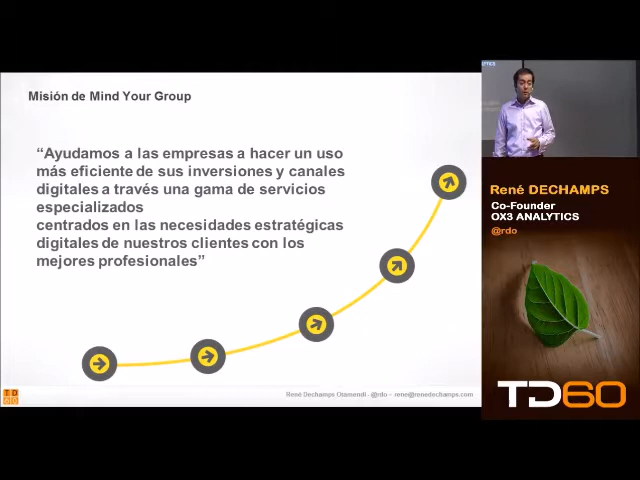 Misión de Mind Your Group
“Ayudamos a las empresas a hacer un uso
más eficiente de sus inversiones y canales
digitales a través una gama de servicios
especializados
centrados en las necesidades estratégicas
digitales de nuestros clientes con los
mejores profesionales”
TD
60
René Dechamps Otamendi - @rdo – rene@renedechamps.com
René DECHAMPS
Co-Founder
OX3 ANALYTICS
@rdo
TD60